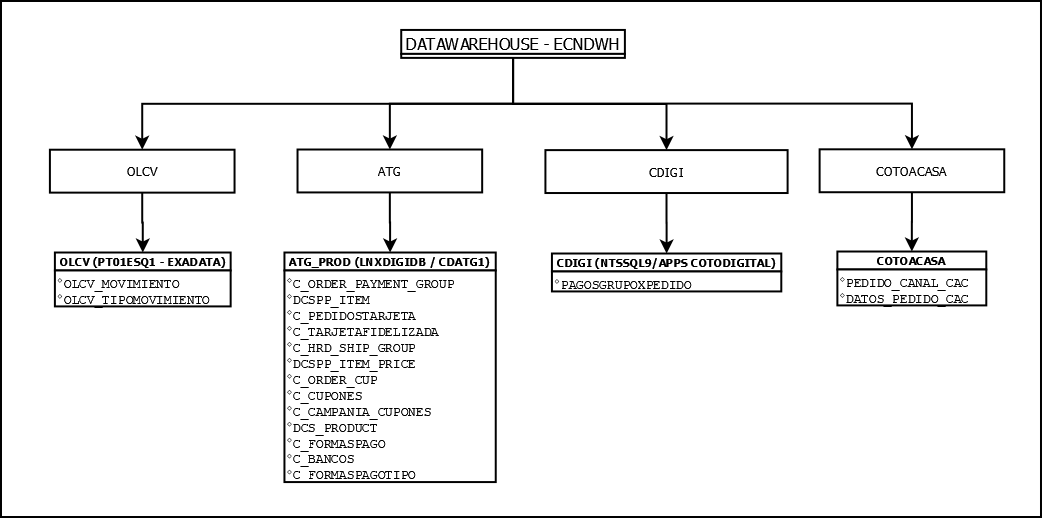 DATAWAREHOUSE - ECNDWH
OLCV
ATG
CDIGI
COTOACASA
OLCV (PT01ESQ1 - EXADATA)
OLCV_MOVIMIENTO
OLCV_TIPOMOVIMIENTO
ATG_PROD (LNXDIGIDB / CDATG1)
C_ORDER_PAYMENT_GROUP
DCSPP_ITEM
C_PEDIDOSTARJETA
C_TARJETAFIDELIZADA
C_HRD_SHIP_GROUP
DCSPP_ITEM_PRICE
C_ORDER_CUP
C_CUPONES
C_CAMPANIA_CUPONES
DCS_PRODUCT
C_FORMASPAGO
C_BANCOS
C_FORMASPAGOTIPO
CDIGI (NTSSQL9/APPS COTODIGITAL)
PAGOSGRUPOXPEDIDO
COTOACASA
PEDIDO_CANAL_CAC
DATOS_PEDIDO_CAC